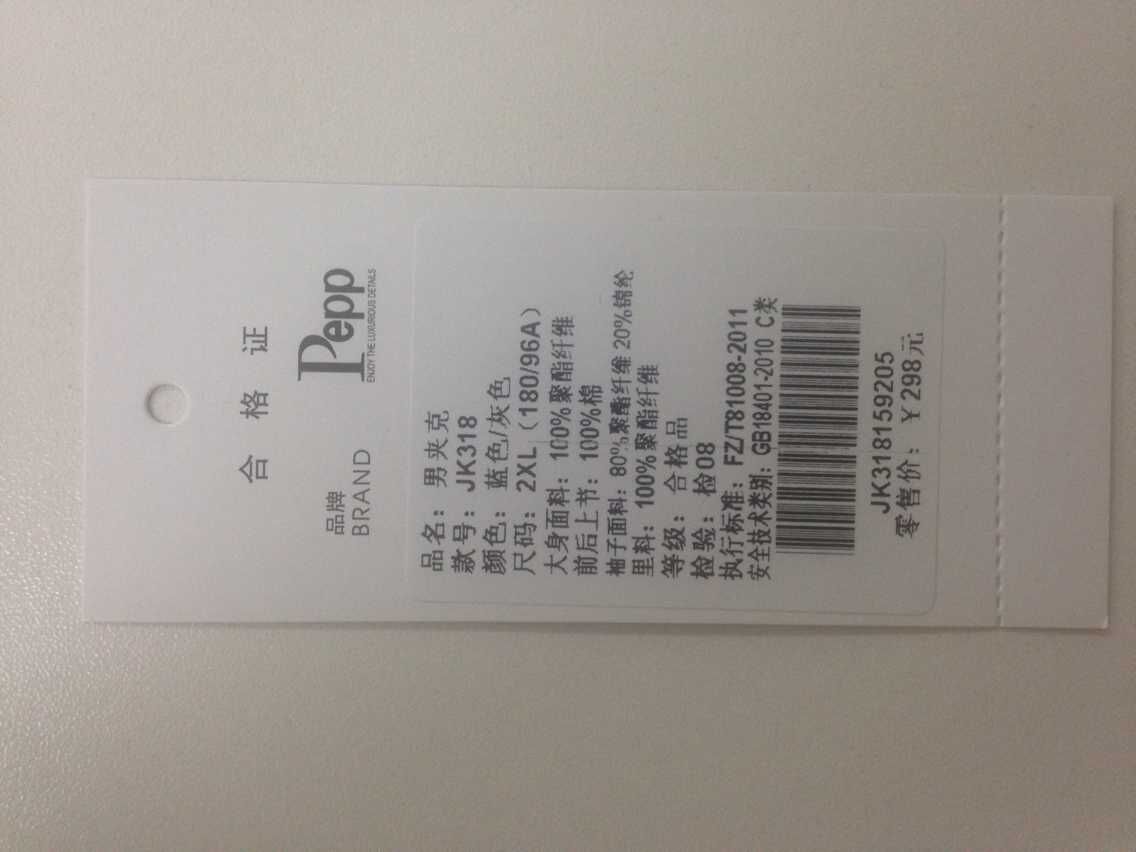 合 格 证
品牌
BRAND
Pepp
ENJOY THE LUXURIOUS DETAILS
品名：男夹克
款号：JK318
颜色：蓝色/灰色
尺码：2XL（180/96A）
大身面料：100%聚酯纤维
前后上节：100%棉
袖子面料：80%聚酯纤维 20%锦纶
里料：100%聚酯纤维
等级：合格品
检验：检08
执行标准：FZ/T81008-2011
安全技术类别：GB18401-2010 C类
JK318159205
零售价：￥298元